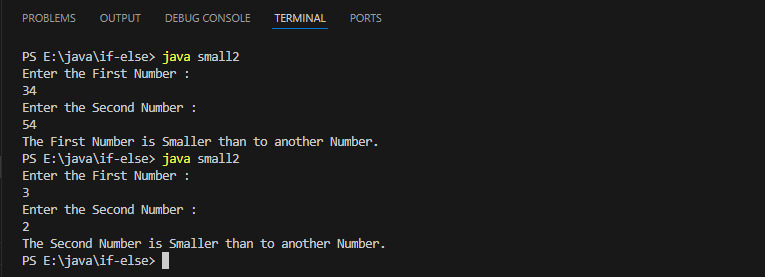 PROBLEMS OUTPUT DEBUG CONSOLE TERMINAL PORTS
PS E:\java\if-else> java small2
Enter the First Number :
34
Enter the Second Number :
54
The First Number is Smaller than to another Number.
PS E:\java\if-else> java small2
Enter the First Number :
3
Enter the Second Number :
2
The Second Number is Smaller than to another Number.
PS E:\java\if-else>